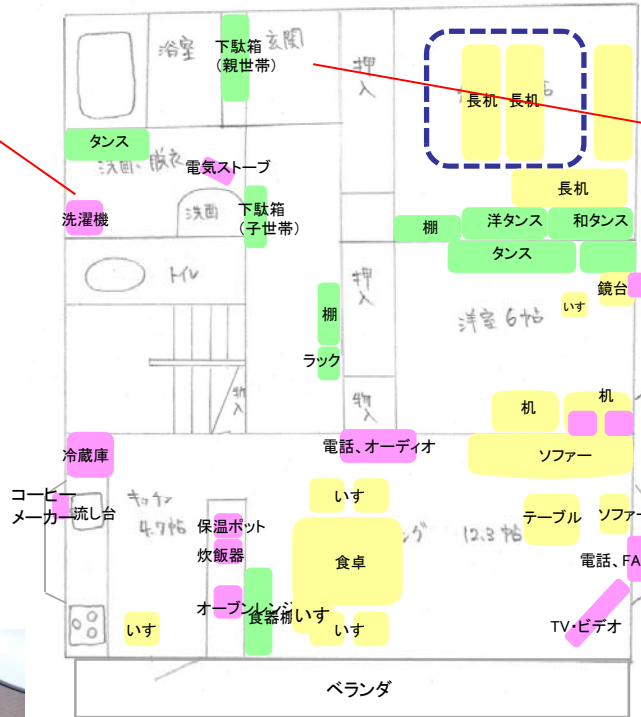 浴室
下駄箱
(親世帯)
玄関
押入
長机
長机
タンス
洗面、脱衣
電気ストーブ
長机
洗濯機
洗面
下駄箱
(子世帯)
棚
洋タンス
和タンス
タンス
トイレ
押入
鏡台
棚
いす
洋室6帖
ラック
物入
物入
机
机
冷蔵庫
電話、オーディオ
ソファー
コーヒー
メーカー
流し台
キッチン
4.7帖
いす
いす
テーブル
ソファー
保温ポット
炊飯器
食卓
グ 12.3帖
電話、FA
オーブンレンジ
食器棚
いす
いす
いす
いす
TV・ビデオ
ベランダ